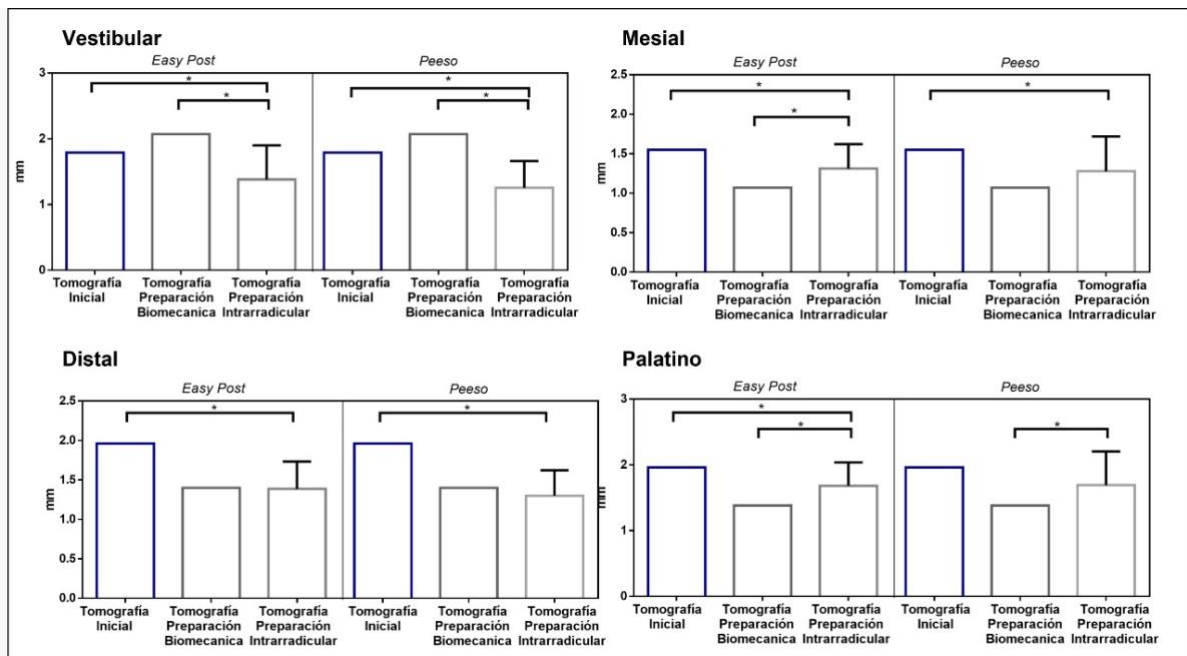 Vestibular
Easy Post
Peeso
3
2
1
0
mm
*
*
*
*
Tomografía
Inicial
Tomografía
Preparación
Biomecanica
Tomografía
Preparación
Intrarradicular
Tomografía
Inicial
Tomografía
Preparación
Biomecanica
Tomografía
Preparación
Intrarradicular
Mesial
Easy Post
Peeso
2.5
2.0
1.5
1.0
0.5
0.0
mm
*
*
*
Tomografía
Inicial
Tomografía
Preparación
Biomecanica
Tomografía
Preparación
Intrarradicular
Tomografía
Inicial
Tomografía
Preparación
Biomecanica
Tomografía
Preparación
Intrarradicular
Distal
Easy Post
Peeso
2.5
2.0
1.5
1.0
0.5
0.0
mm
*
*
Tomografía
Inicial
Tomografía
Preparación
Biomecanica
Tomografía
Preparación
Intrarradicular
Tomografía
Inicial
Tomografía
Preparación
Biomecanica
Tomografía
Preparación
Intrarradicular
Palatino
Easy Post
Peeso
3
2
1
0
mm
*
*
*
Tomografía
Inicial
Tomografía
Preparación
Biomecanica
Tomografía
Preparación
Intrarradicular
Tomografía
Inicial
Tomografía
Preparación
Biomecanica
Tomografía
Preparación
Intrarradicular